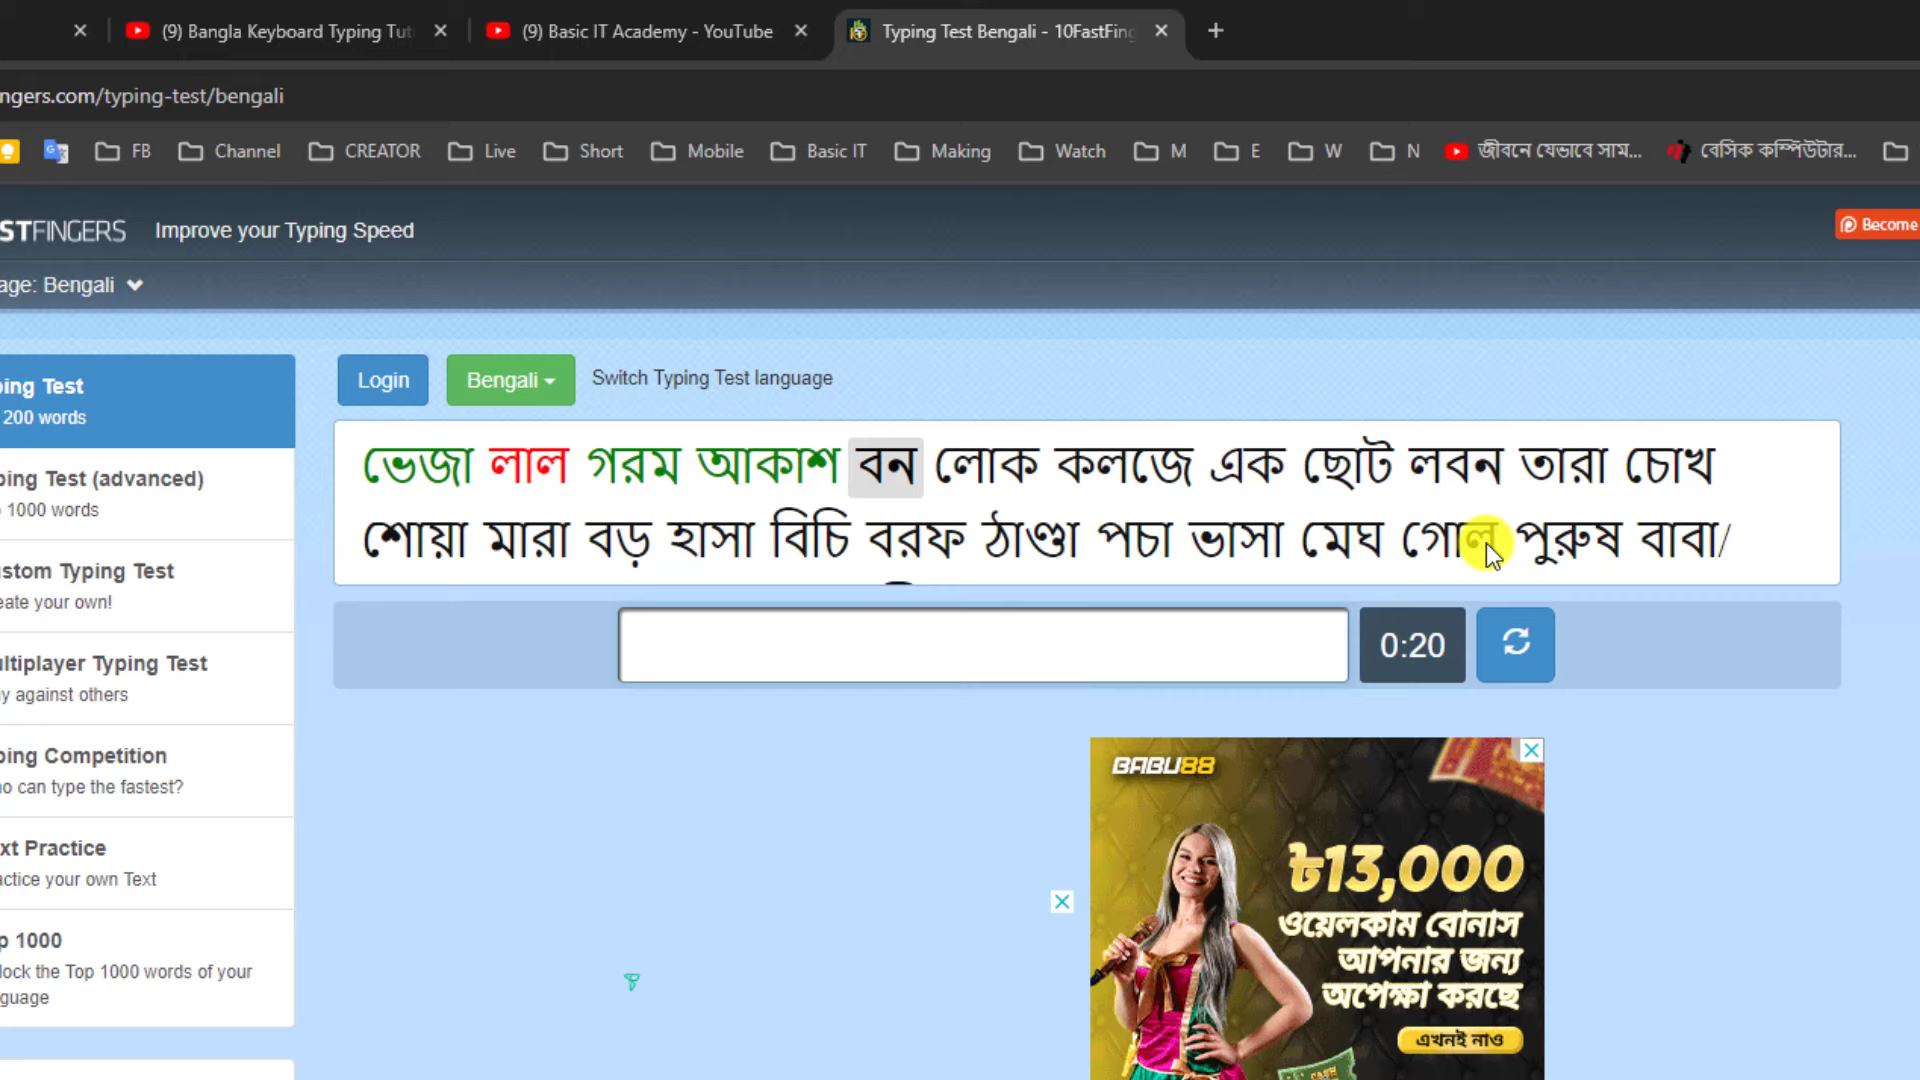 (9) Bangla Keyboard Typing Tut
(9) Basic IT Academy - YouTube
Typing Test Bengali - 10FastFing
ngers.com/typing-test/bengali
FB
Channel
CREATOR
Live
Short
Mobile
Basic IT
Making
Watch
M
E
W
N
জীবনে যেভাবে সাম...
বেসিক কম্পিউটার...
STFINGERS
Improve your Typing Speed
Become
age: Bengali
ping Test
200 words
ping Test (advanced)
1000 words
ustom Typing Test
eate your own!
ultiplayer Typing Test
y against others
ping Competition
o can type the fastest?
xt Practice
actice your own Text
p 1000
lock the Top 1000 words of your
guage
Login
Bengali
Switch Typing Test language
ভেজা লাল গরম আকাশ বন লোক কলজে এক ছোট লবন তারা চোখ
শোয়া মারা বড় হাসা বিচি বরফ ঠাণ্ডা পচা ভাসা মেঘ গোল পুরুষ বাবা/
0:20
BABU88
৳13,000
ওয়েলকাম বোনাস
আপনার জন্য
অপেক্ষা করছে
এখনই নাও